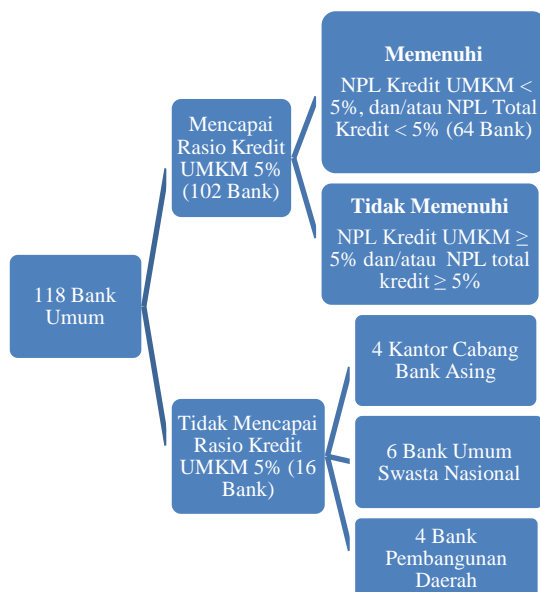 118 Bank
Umum
Mencapai
Rasio Kredit
UMKM 5%
(102 Bank)
Memenuhi
NPL Kredit UMKM <
5%, dan/atau NPL Total
Kredit < 5% (64 Bank)
Tidak Memenuhi
NPL Kredit UMKM ≥
5% dan/atau NPL total
kredit ≥ 5%
Tidak Mencapai
Rasio Kredit
UMKM 5% (16
Bank)
4 Kantor Cabang
Bank Asing
6 Bank Umum
Swasta Nasional
4 Bank
Pembangunan
Daerah